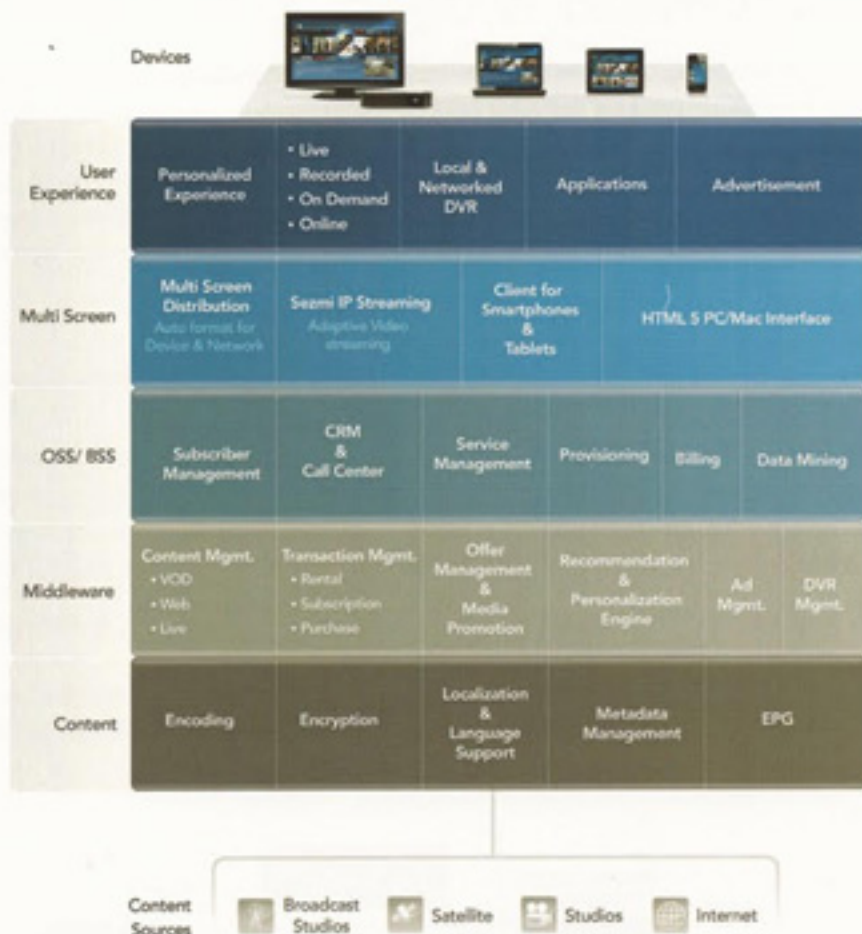 Devices
User
Experience
Personalized
Experience
• Live
• Recorded
• On Demand
• Online
Local &
Networked
DVR
Applications
Advertisement
Multi Screen
Multi Screen
Distribution
Auto format for
Device & Network
Sezmi IP Streaming
Adaptive Video
streaming
Client for
Smartphones
&
Tablets
HTML 5 PC/Mac Interface
OSS/ BSS
Subscriber
Management
CRM
&
Call Center
Service
Management
Provisioning
Billing
Data Mining
Middleware
Content Mgmt.
• VOD
• Web
• Live
Transaction Mgmt.
• Rental
• Subscription
• Purchase
Offer
Management
&
Media
Promotion
Recommendation
&
Personalization
Engine
Ad
Mgmt.
DVR
Mgmt.
Content
Encoding
Encryption
Localization
&
Language
Support
Metadata
Management
EPG
Content
Sources
Broadcast
Studios
Satellite
Studios
Internet